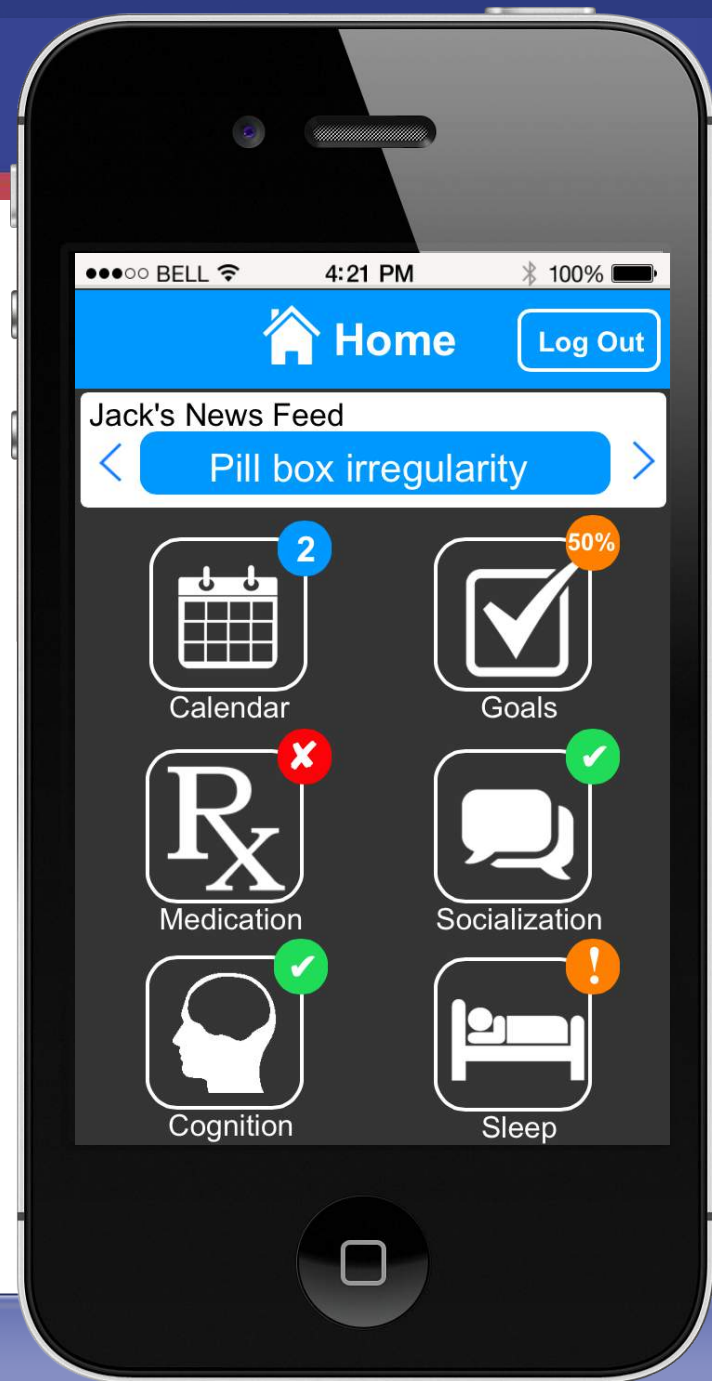 BELL 4:21 PM 100%
Home Log Out
Jack's News Feed
Pill box irregularity
2 50%
Calendar Goals
Rx
Medication Socialization
!
Cognition Sleep